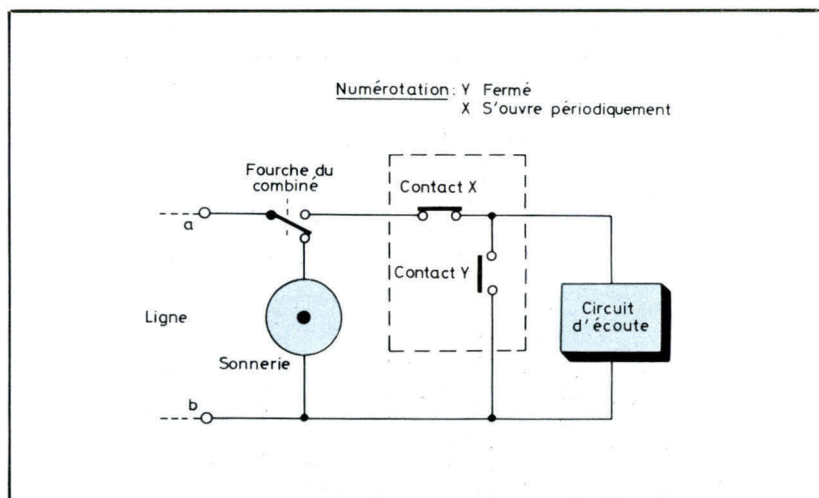 Numérotation: Y Fermé
X S'ouvre périodiquement
Fourche du
combiné
Contact X
a
Contact Y
Ligne
Circuit
d'écoute
Sonnerie
b